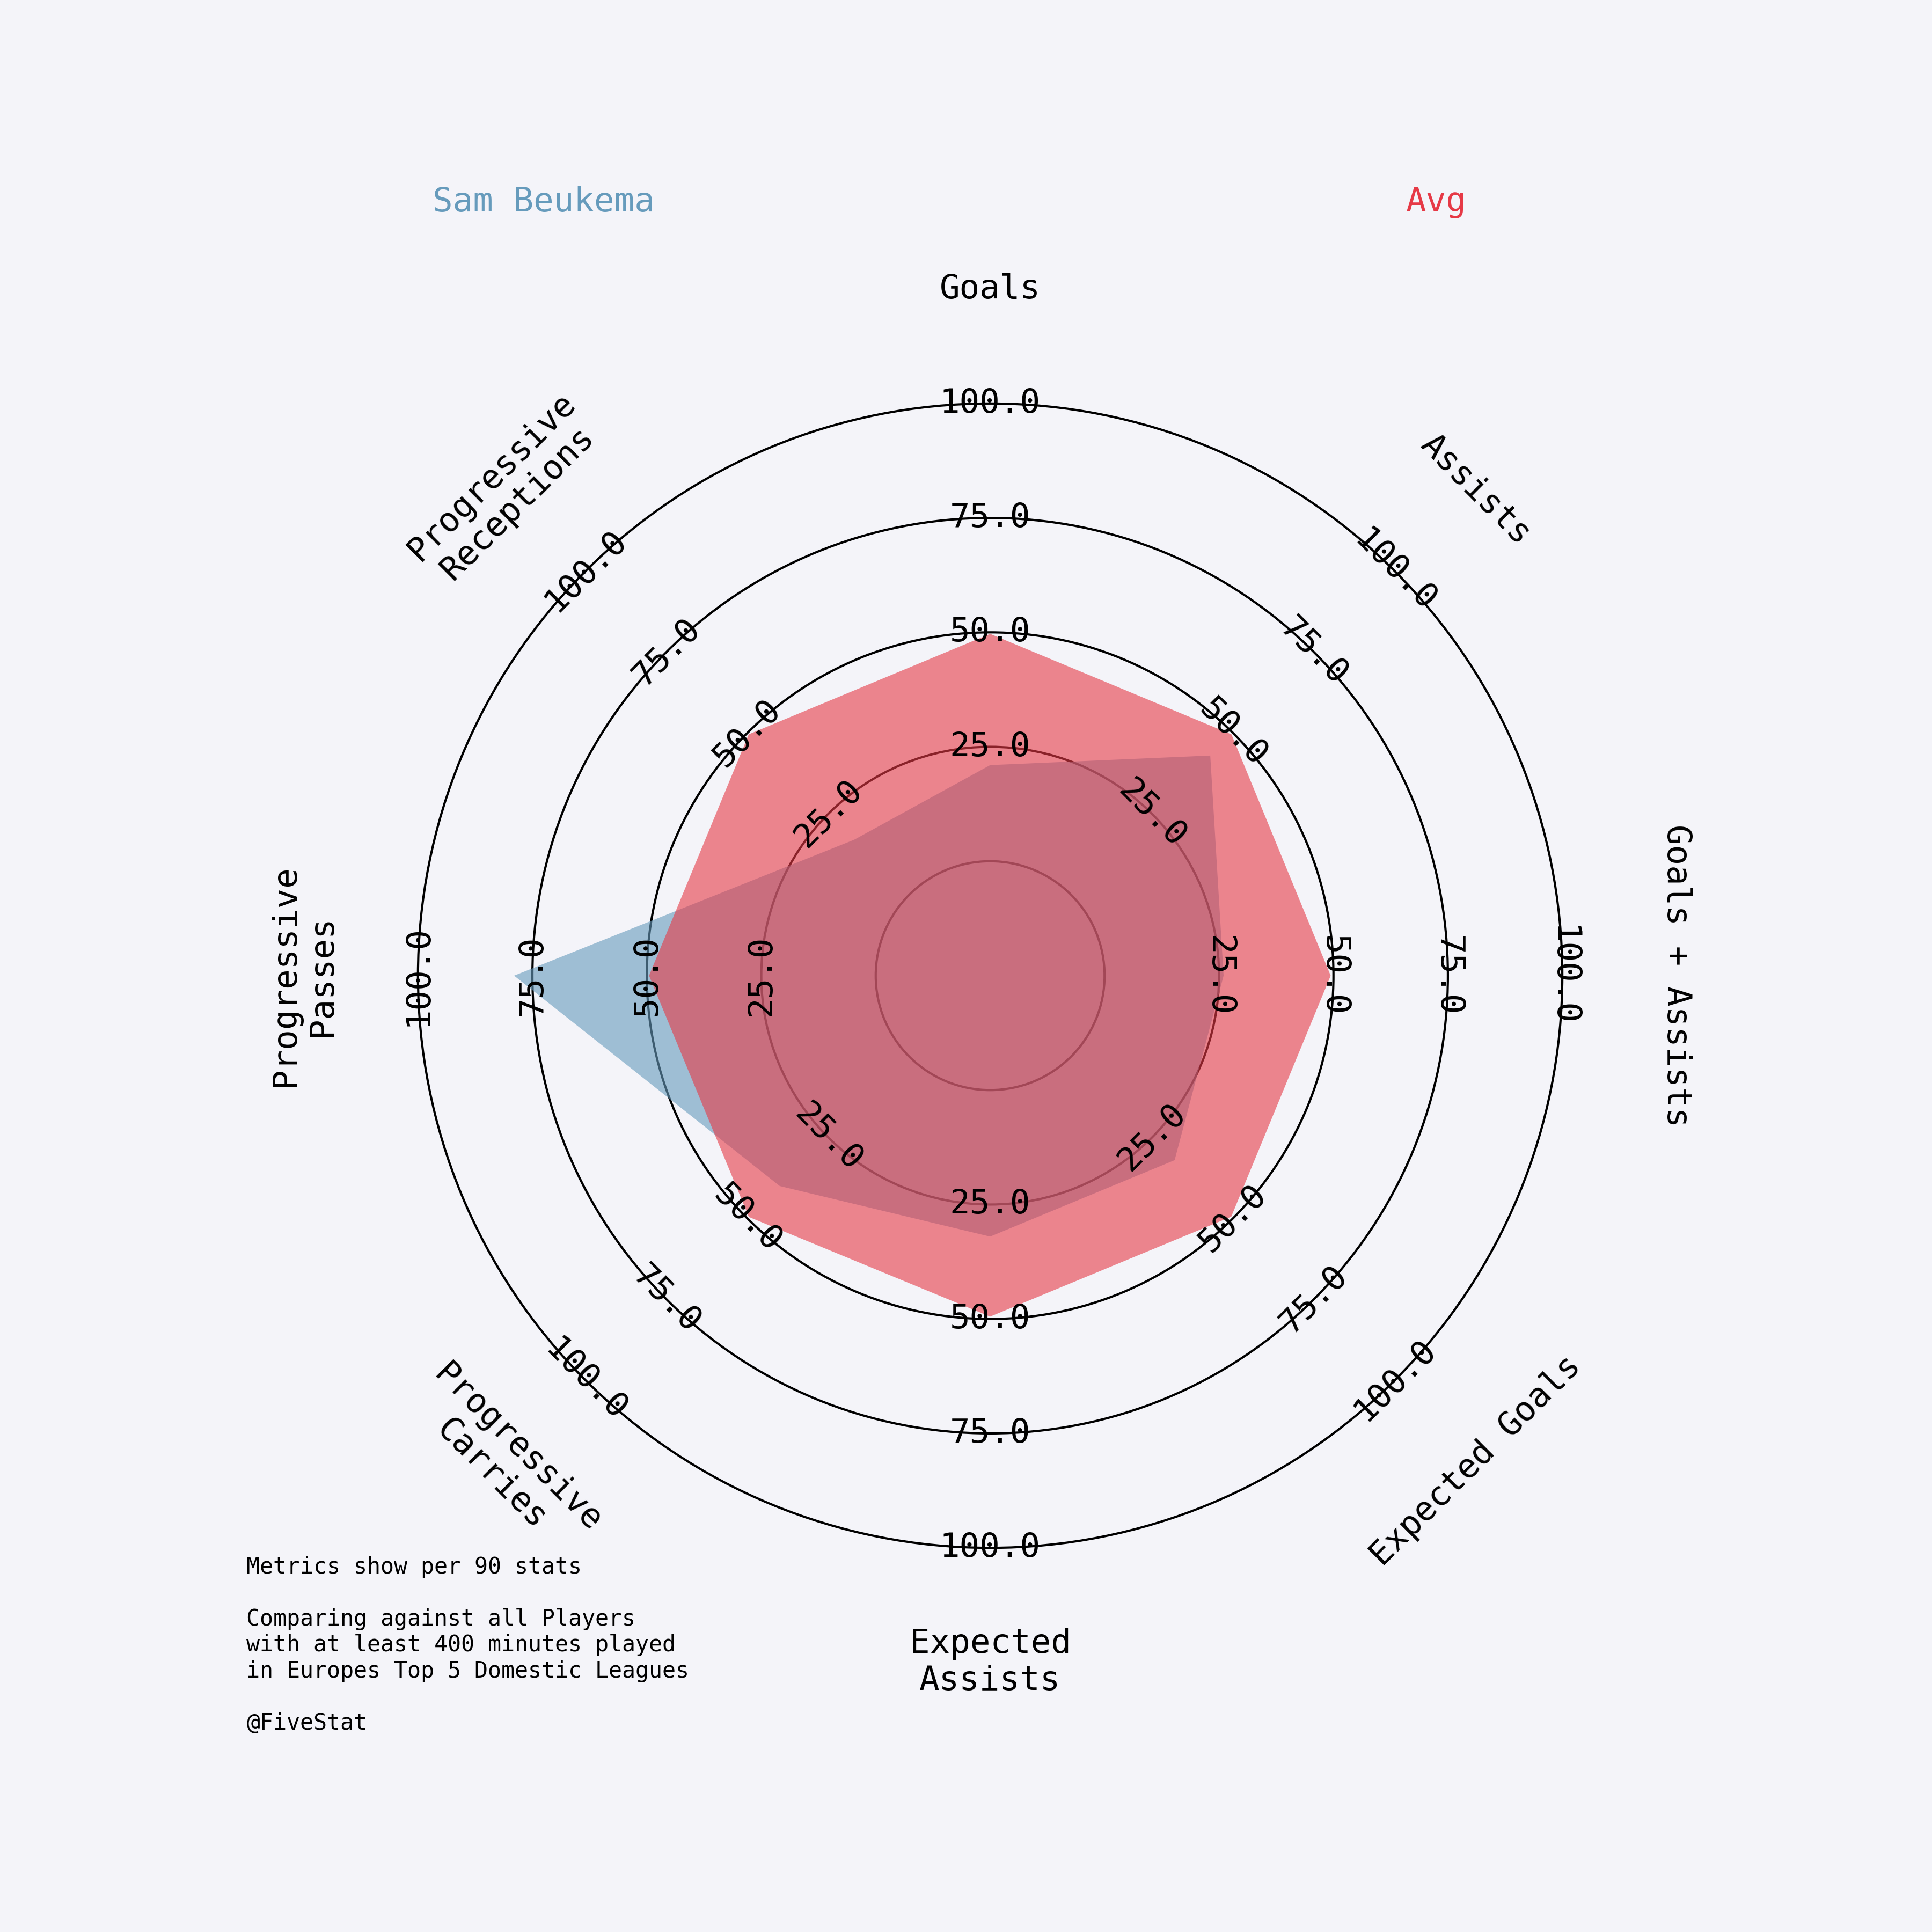 Sam Beukema
Avg
Goals
Assists
Goals + Assists
Expected Goals
Expected
Assists
Progressive
Carries
Progressive
Passes
Progressive
Receptions
25.0
50.0
75.0
100.0
25.0
50.0
75.0
100.0
25.0
50.0
75.0
100.0
25.0
50.0
75.0
100.0
25.0
50.0
75.0
100.0
25.0
50.0
75.0
100.0
25.0
50.0
75.0
100.0
25.0
50.0
75.0
100.0
Metrics show per 90 stats
Comparing against all Players
with at least 400 minutes played
in Europes Top 5 Domestic Leagues
@FiveStat